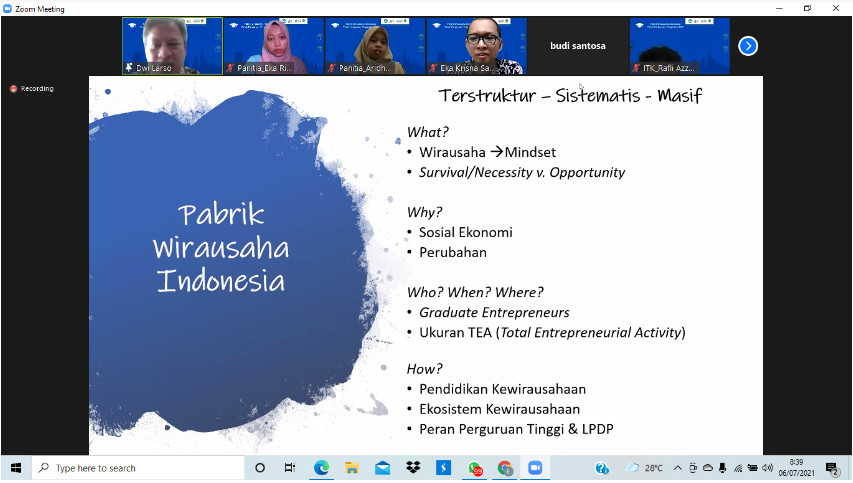 Zoom Meeting
Dwi Larso
Panitia_Eka Ri...
Panitia_Aridh...
Eka Krisna Sa...
budi santosa
ITK_Rafli Azz...
Recording
Terstruktur – Sistematis - Masif
What?
• Wirausaha →Mindset
• Survival/Necessity v. Opportunity
Why?
• Sosial Ekonomi
• Perubahan
Who? When? Where?
• Graduate Entrepreneurs
• Ukuran TEA (Total Entrepreneurial Activity)
How?
• Pendidikan Kewirausahaan
• Ekosistem Kewirausahaan
• Peran Perguruan Tinggi & LPDP
Pabrik
Wirausaha
Indonesia
Type here to search
99
28°C
8:39
06/07/2021
2